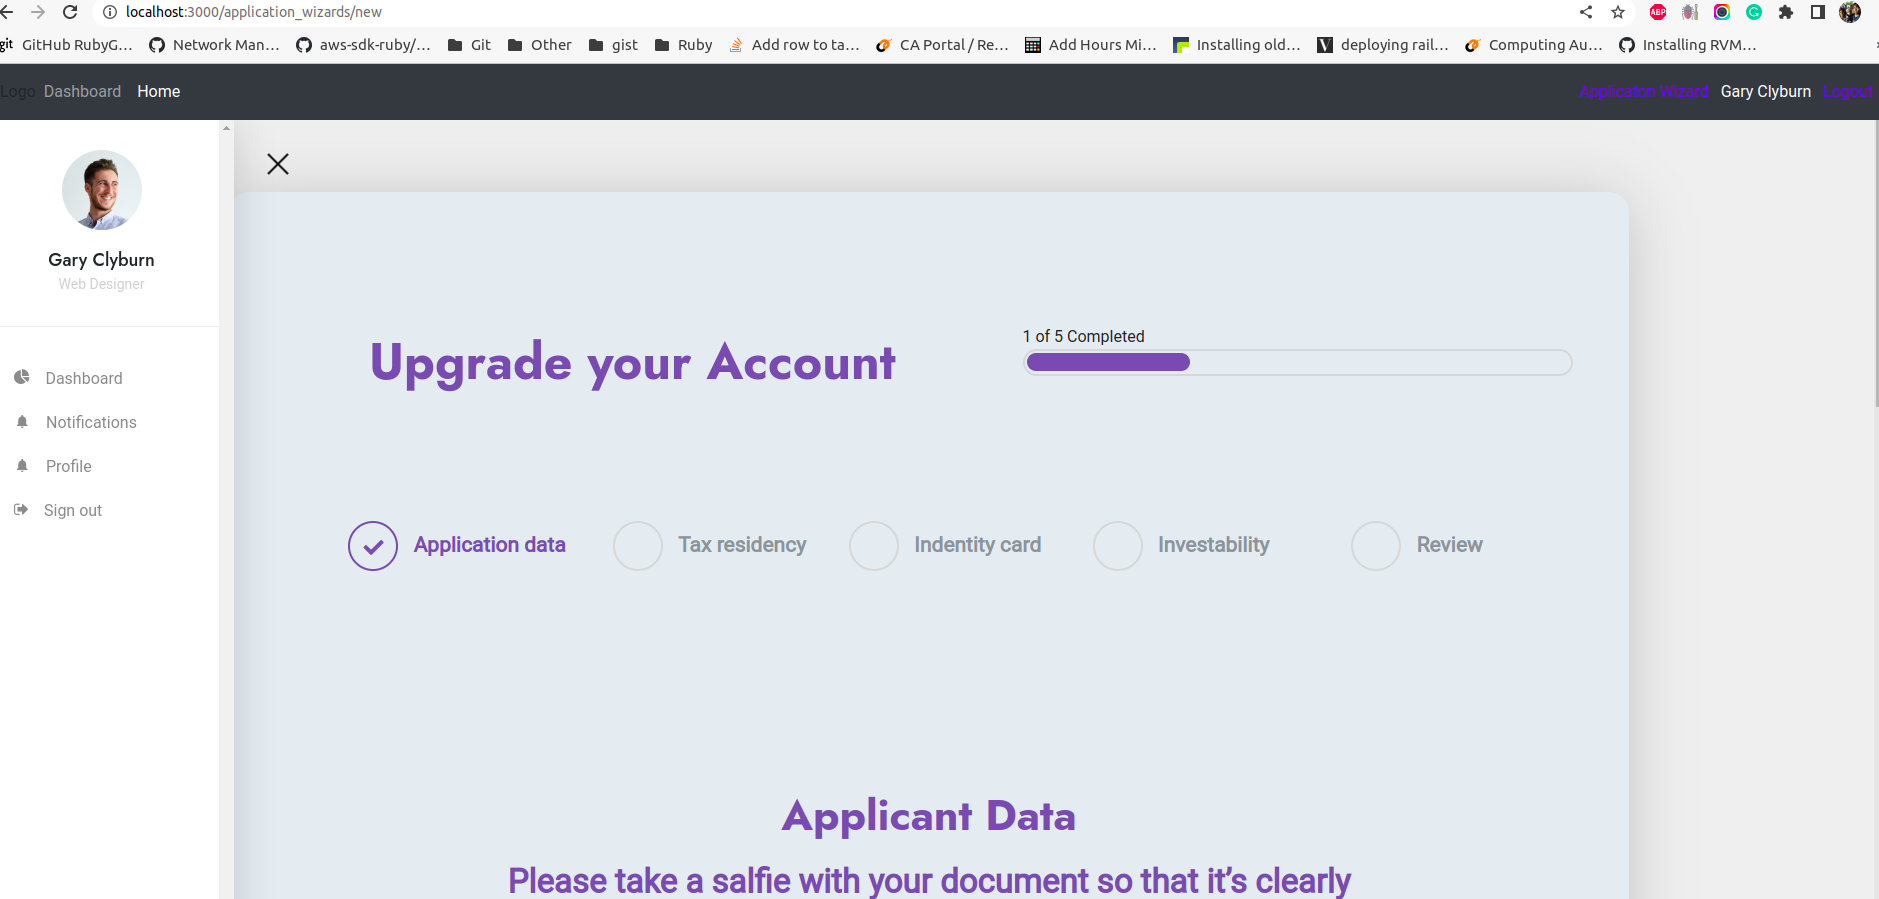 localhost:3000/application_wizards/new
ABP
git GitHub RubyG... Network Man... aws-sdk-ruby/... Git Other gist Ruby Add row to ta... CA Portal / Re... Add Hours Mi... Installing old... deploying rail... Computing Au... Installing RVM...
Logo Dashboard Home Applicaton Wizard Gary Clyburn Logout
Gary Clyburn
Web Designer
Dashboard
Notifications
Profile
Sign out
Upgrade your Account
1 of 5 Completed
Application data Tax residency Indentity card Investability Review
Applicant Data
Please take a salfie with your document so that it’s clearly